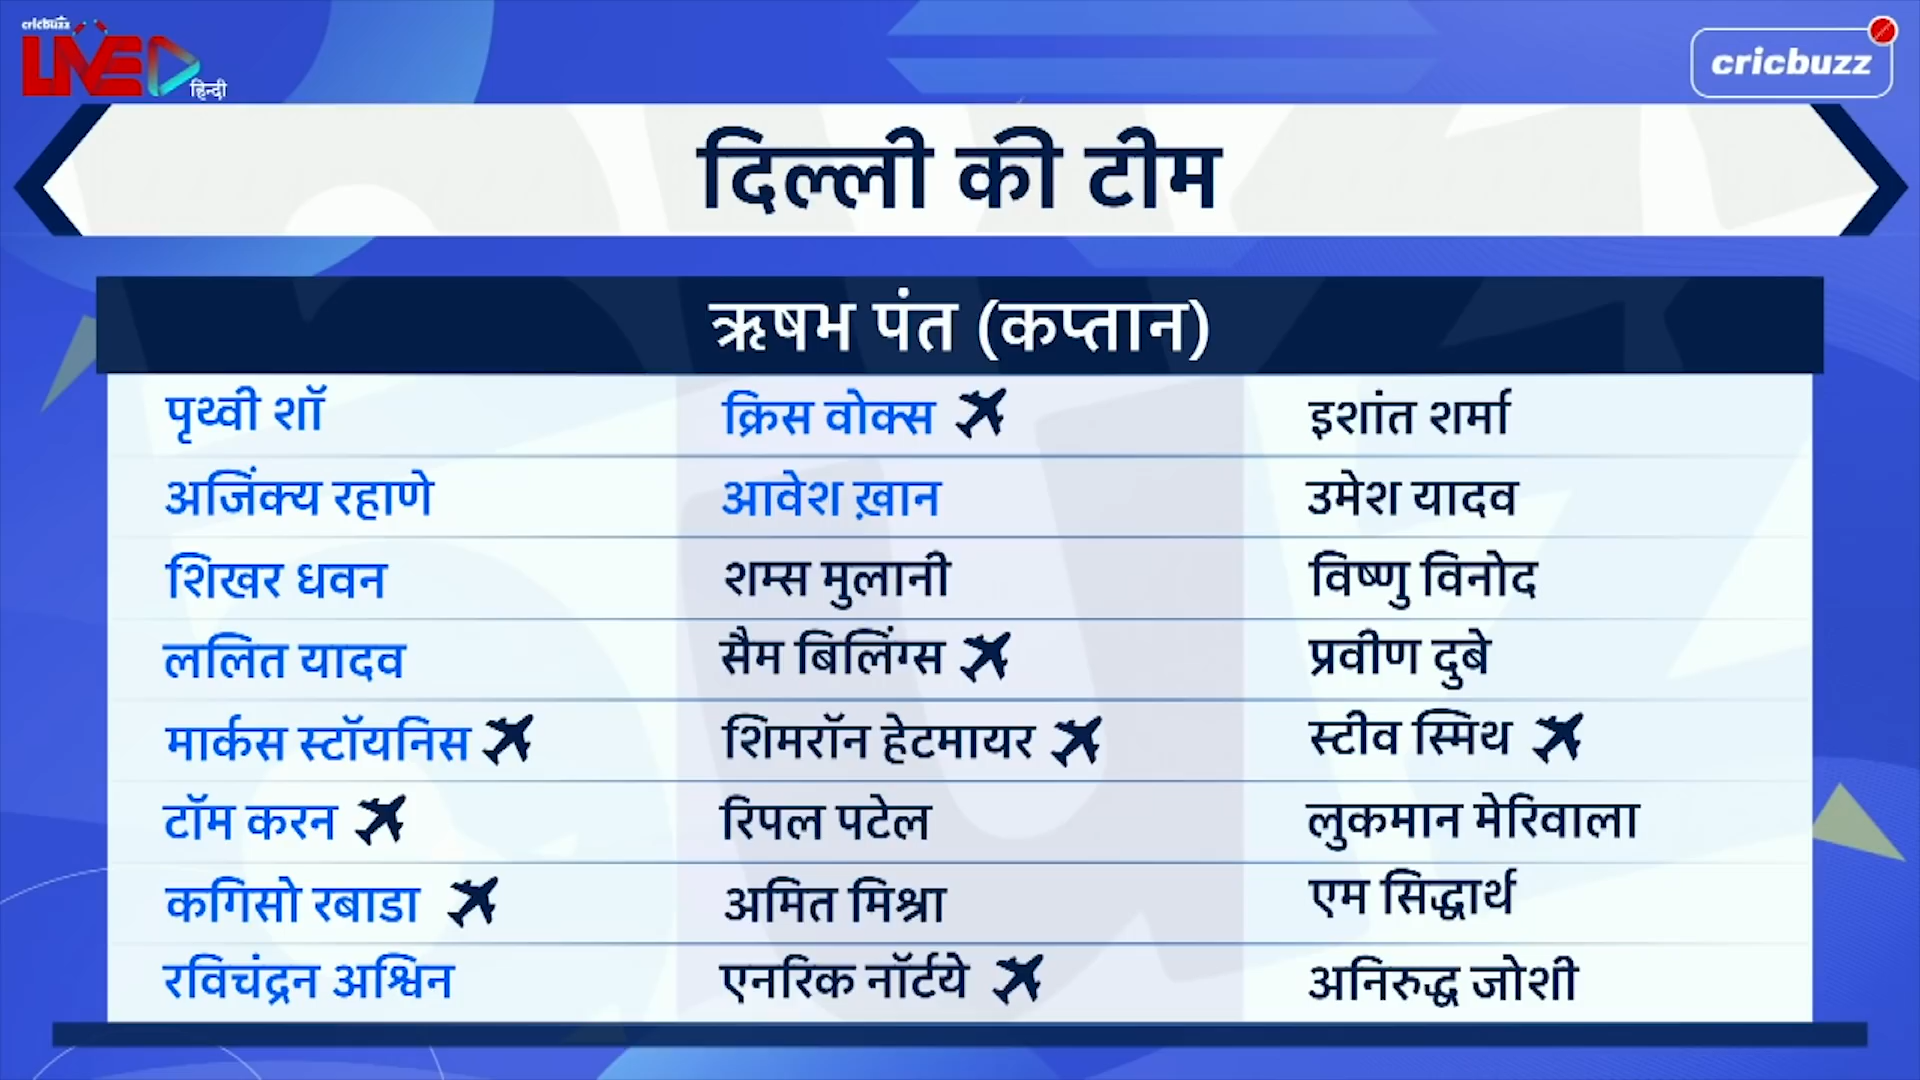 cricbuzz
LIVE
हिन्दी
cricbuzz
दिल्ली की टीम
ऋषभ पंत (कप्तान)
पृथ्वी शॉ क्रिस वोक्स इशांत शर्मा
अजिंक्य रहाणे आवेश ख़ान उमेश यादव
शिखर धवन शम्स मुलानी विष्णु विनोद
ललित यादव सैम बिलिंग्स प्रवीण दुबे
मार्कस स्टॉयनिस शिमरॉन हेटमायर स्टीव स्मिथ
टॉम करन रिपल पटेल लुकमान मेरिवाला
कगिसो रबाडा अमित मिश्रा एम सिद्धार्थ
रविचंद्रन अश्विन एनरिक नॉर्टये अनिरुद्ध जोशी